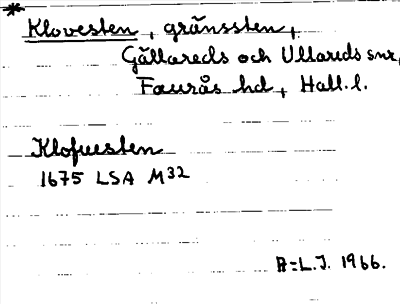 * Klovesten, gränssten,
Gällareds och Ullareds snr,
Faurås hd, Hall.l.
Klofuesten
1675 LSA M32
A=L.J. 1966.